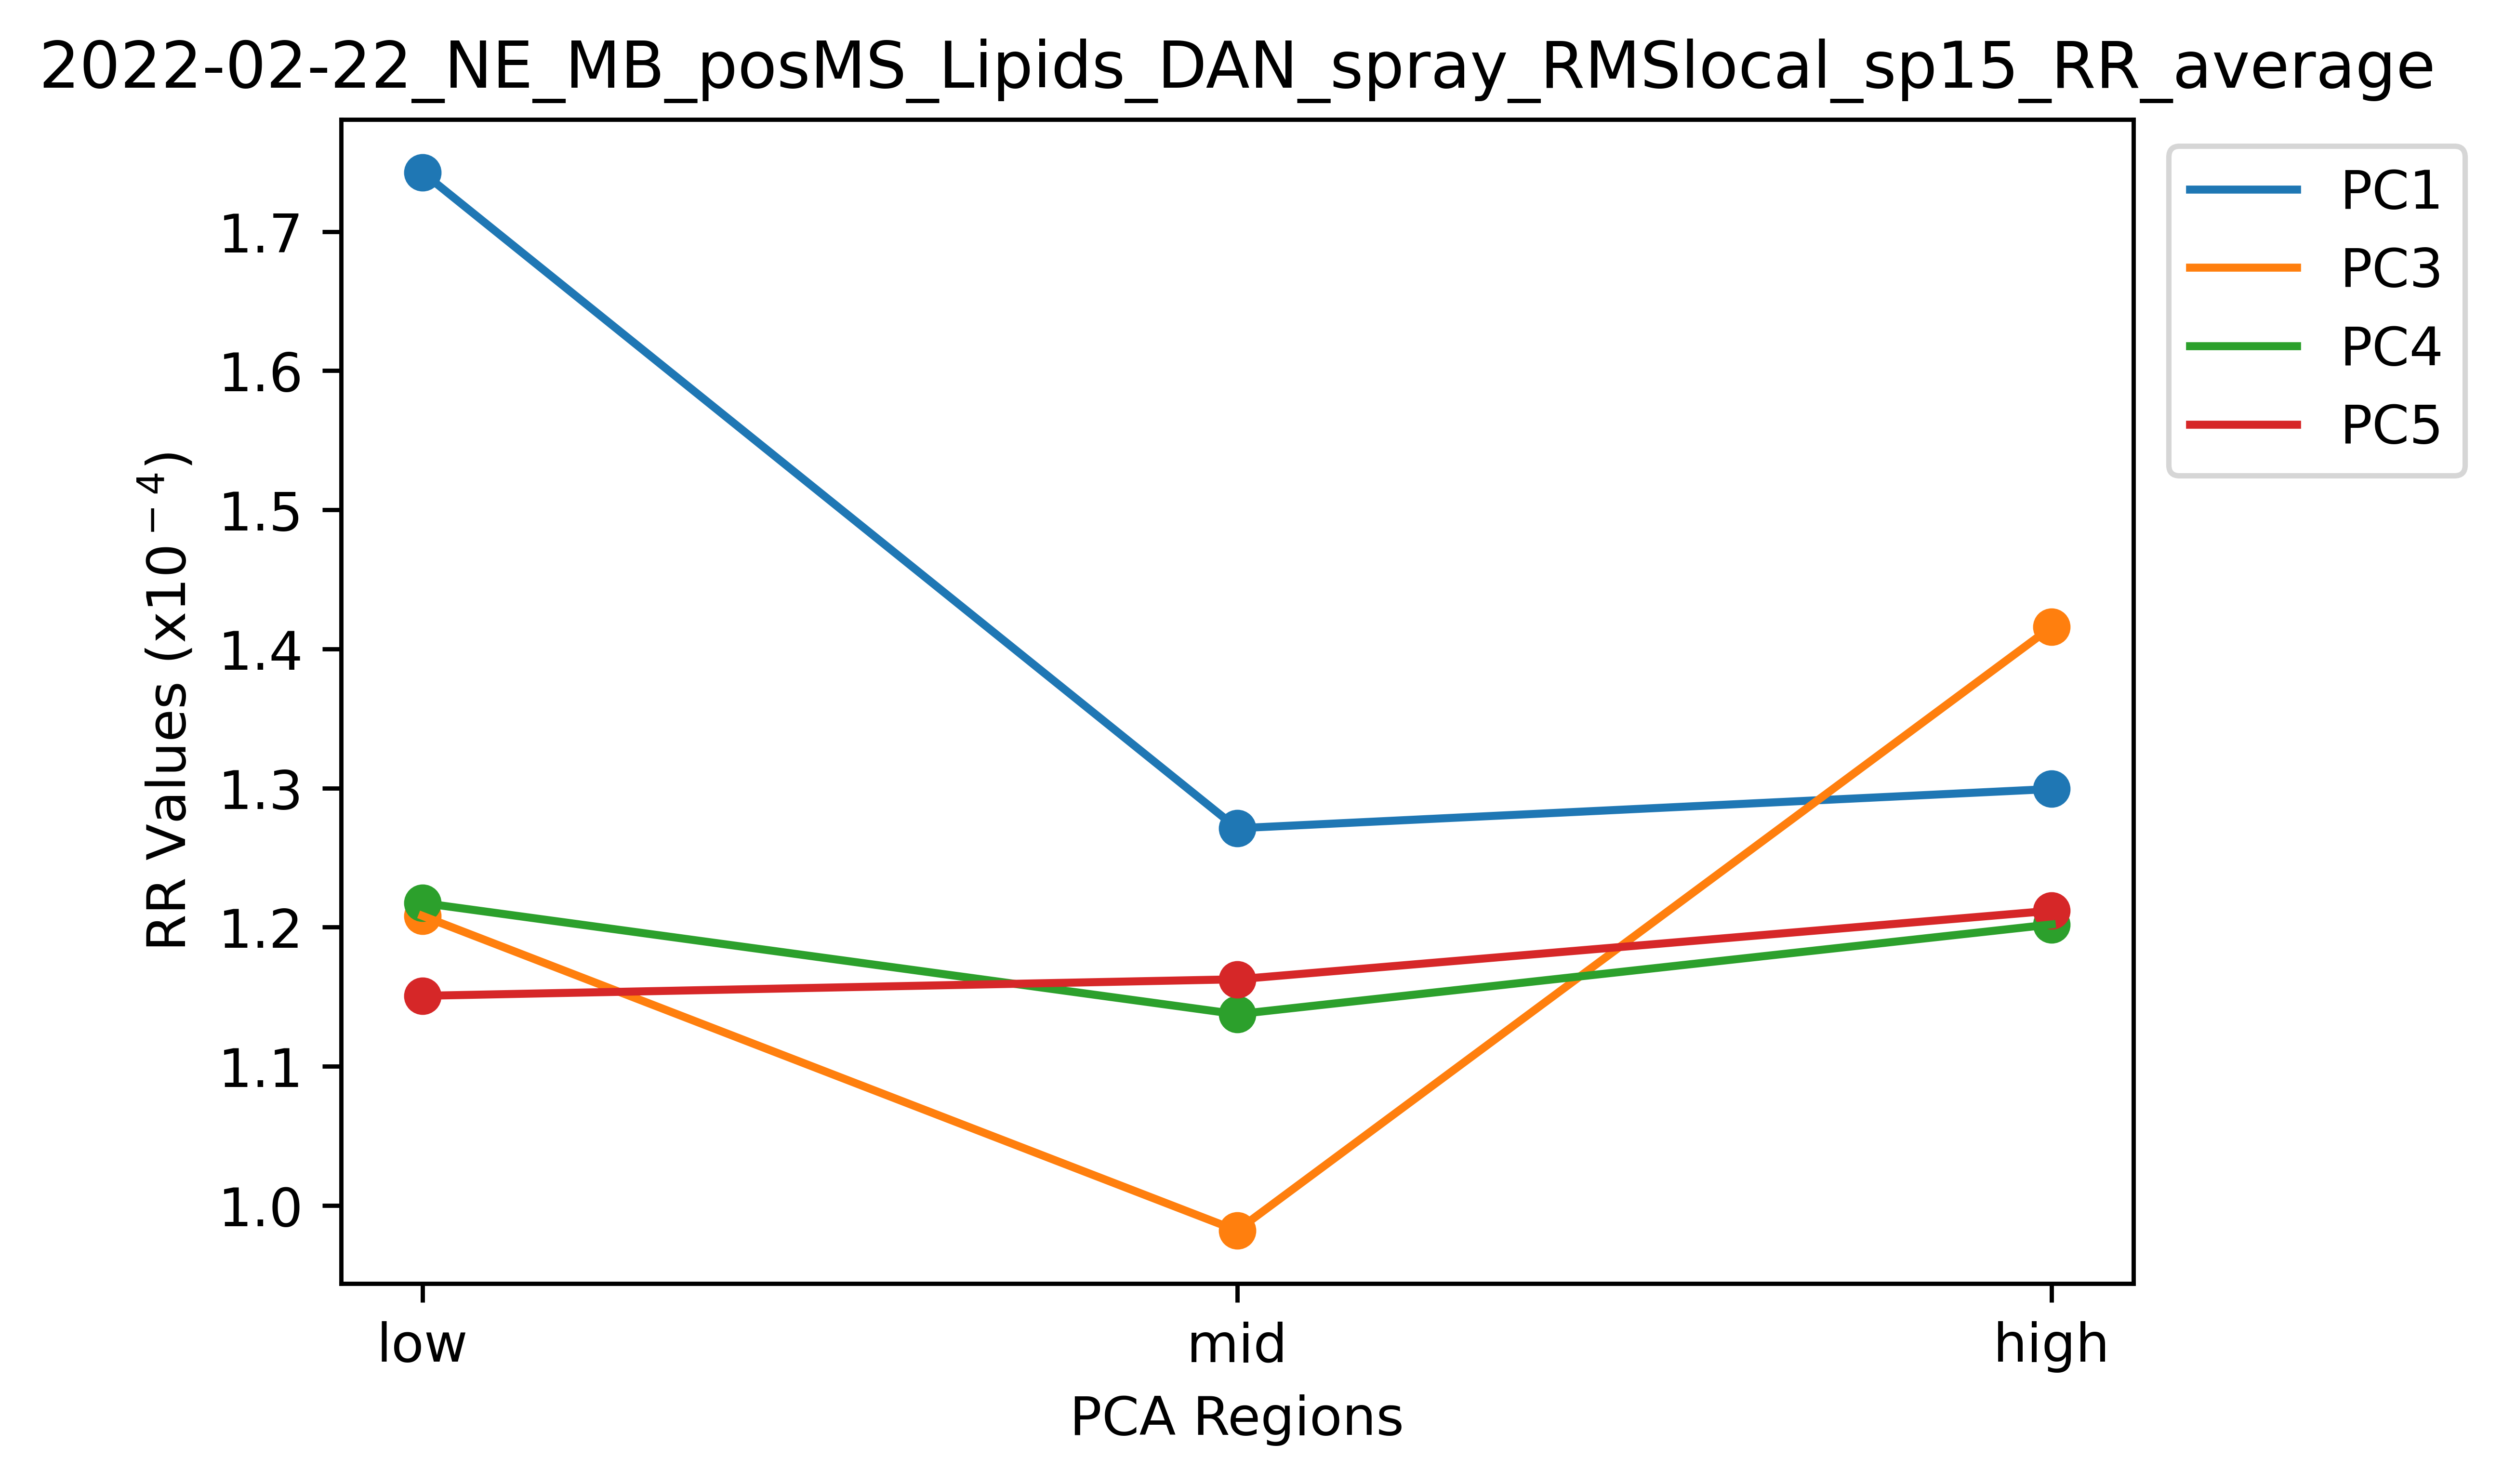 2022-02-22_NE_MB_posMS_Lipids_DAN_spray_RMSlocal_sp15_RR_average
RR Values (x10⁻⁴)
1.7
1.6
1.5
1.4
1.3
1.2
1.1
1.0
low mid high
PCA Regions
PC1
PC3
PC4
PC5